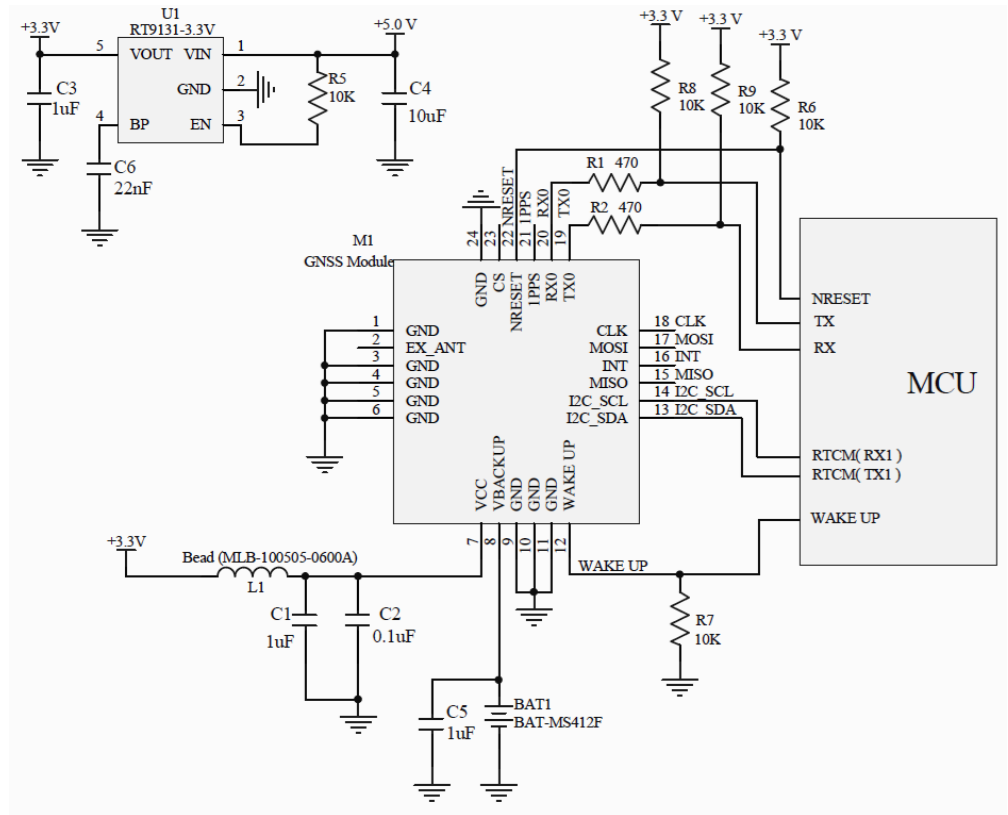 U1
RT9131-3.3V
+3.3V
+5.0 V
5 VOUT VIN 1
GND 2
4 BP EN 3
C3
1uF
C6
22nF
R5
10K
C4
10uF
+3.3 V
+3.3 V
+3.3 V
R8
10K
R9
10K
R6
10K
R1 470
R2 470
M1
GNSS Module
24
23
22 NRESET
21 1PPS
20 RX0
19 TX0
GND
CS
NRESET
1PPS
RX0
TX0
1 GND
2 EX_ANT
3 GND
4 GND
5 GND
6 GND
CLK 18 CLK
MOSI 17 MOSI
INT 16 INT
MISO 15 MISO
I2C_SCL 14 I2C_SCL
I2C_SDA 13 I2C_SDA
VCC
VBACKUP
GND
GND
GND
WAKE UP
7
8
9
10
11
12
NRESET
TX
RX
MCU
RTCM( RX1 )
RTCM( TX1 )
WAKE UP
+3.3V
Bead (MLB-100505-0600A)
L1
C1
1uF
C2
0.1uF
WAKE UP
R7
10K
C5
1uF
BAT1
BAT-MS412F